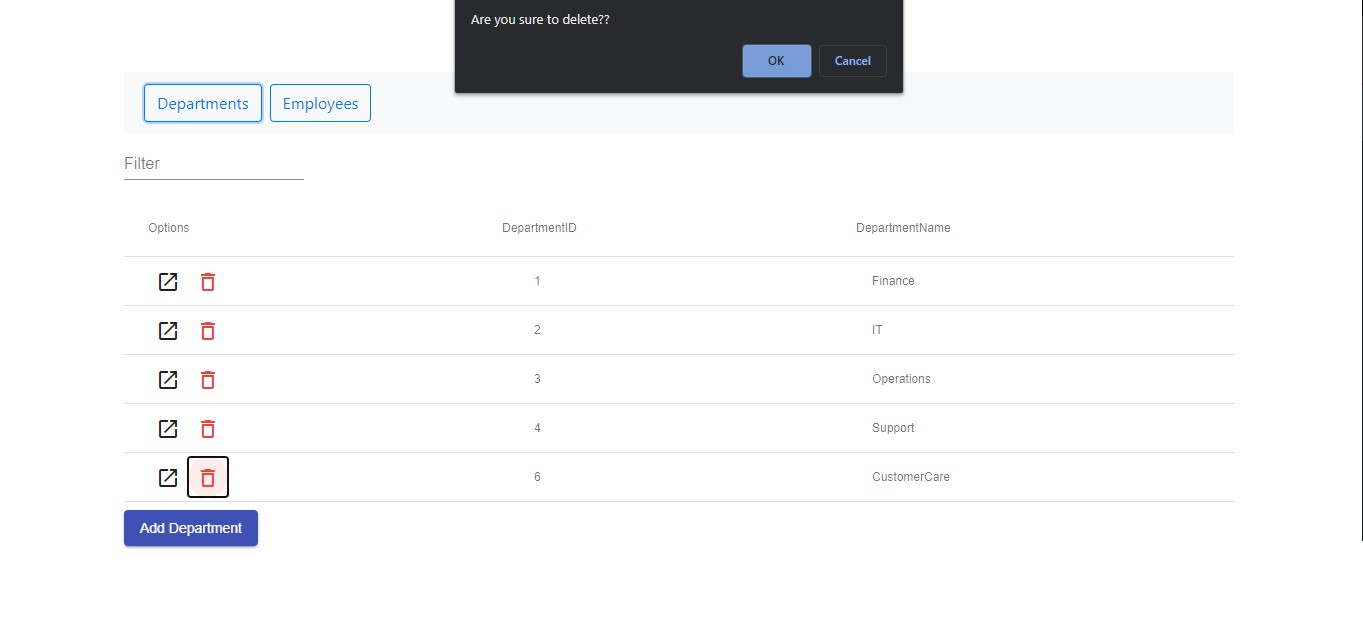 Are you sure to delete??
OK Cancel
Departments Employees
Filter
Options DepartmentID DepartmentName
1 Finance
2 IT
3 Operations
4 Support
6 CustomerCare
Add Department